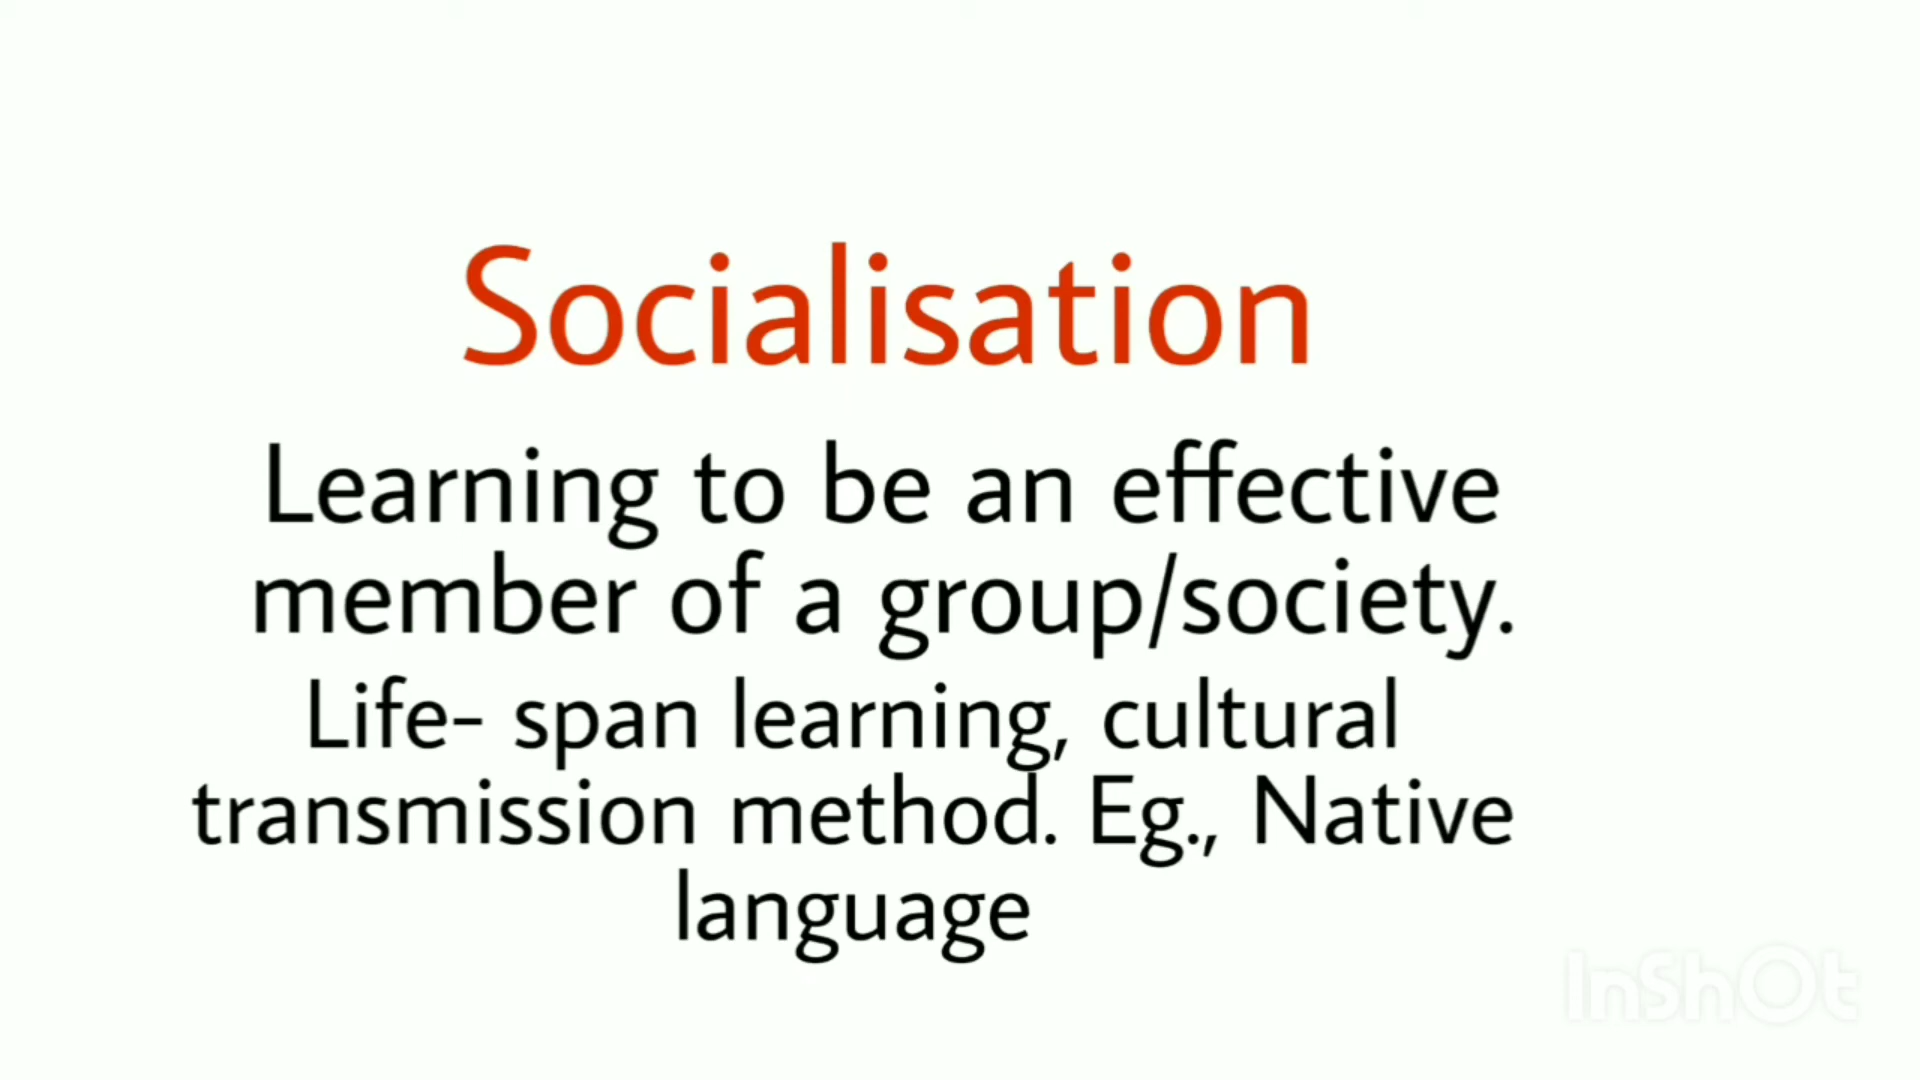 Socialisation
Learning to be an effective
member of a group/society.
Life- span learning, cultural
transmission method. Eg., Native
language
InShOt